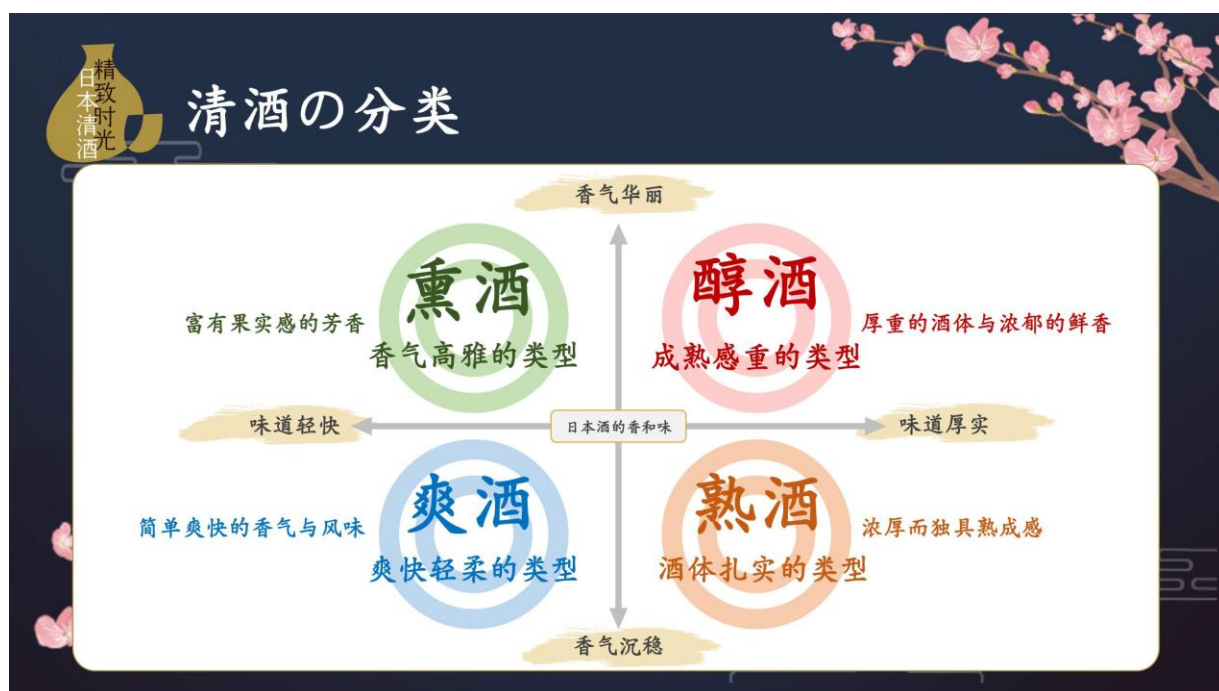 精致时光
日本清酒
清酒の分类
香气华丽
熏酒
香气高雅的类型
富有果实感的芳香
醇酒
成熟感重的类型
厚重的酒体与浓郁的鲜香
味道轻快
日本酒的香和味
味道厚实
爽酒
爽快轻柔的类型
简单爽快的香气与风味
熟酒
酒体扎实的类型
浓厚而独具熟成感
香气沉稳